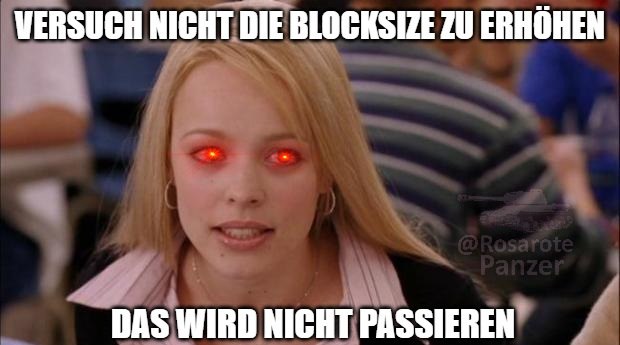 VERSUCH NICHT DIE BLOCKSIZE ZU ERHÖHEN
@Rosarote
Panzer
DAS WIRD NICHT PASSIEREN